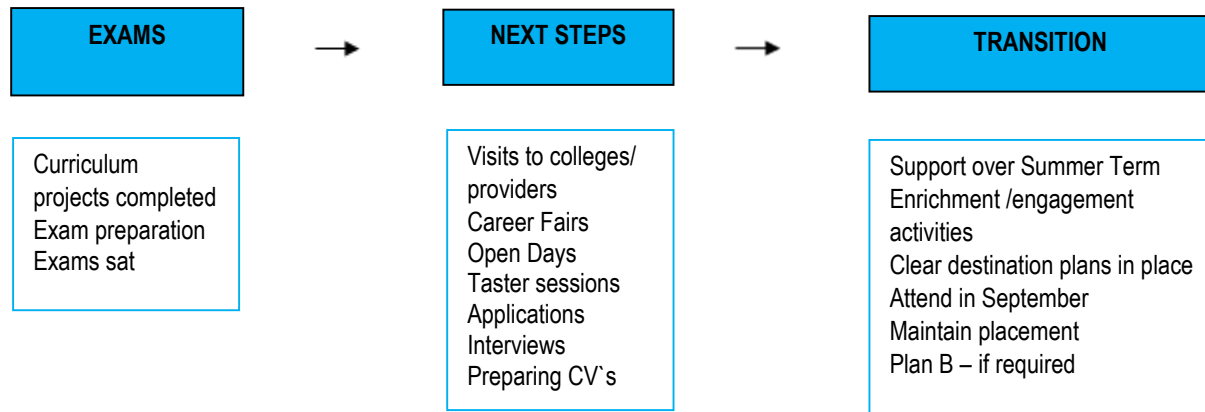 EXAMS
NEXT STEPS
TRANSITION
Curriculum
projects completed
Exam preparation
Exams sat
Visits to colleges/
providers
Career Fairs
Open Days
Taster sessions
Applications
Interviews
Preparing CV`s
Support over Summer Term
Enrichment /engagement
activities
Clear destination plans in place
Attend in September
Maintain placement
Plan B – if required